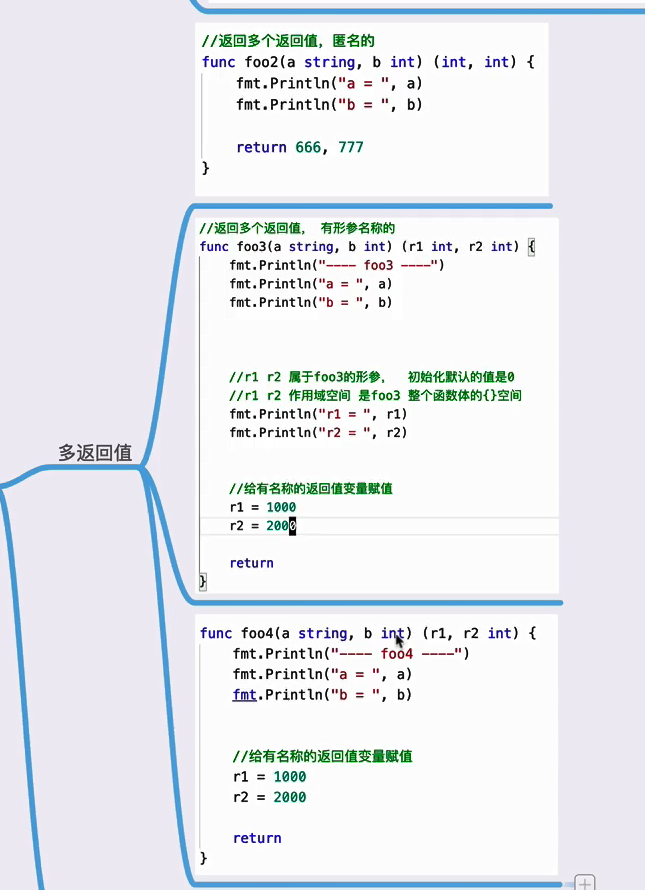 //返回多个返回值，匿名的
func foo2(a string, b int) (int, int) {
fmt.Println("a = ", a)
fmt.Println("b = ", b)
return 666, 777
}
//返回多个返回值， 有形参名称的
func foo3(a string, b int) (r1 int, r2 int) {
fmt.Println("---- foo3 ----")
fmt.Println("a = ", a)
fmt.Println("b = ", b)
//r1 r2 属于foo3的形参，  初始化默认的值是0
//r1 r2 作用域空间 是foo3 整个函数体的{}空间
fmt.Println("r1 = ", r1)
fmt.Println("r2 = ", r2)
多返回值
//给有名称的返回值变量赋值
r1 = 1000
r2 = 2000
return
}
func foo4(a string, b int) (r1, r2 int) {
fmt.Println("---- foo4 ----")
fmt.Println("a = ", a)
fmt.Println("b = ", b)
//给有名称的返回值变量赋值
r1 = 1000
r2 = 2000
return
}